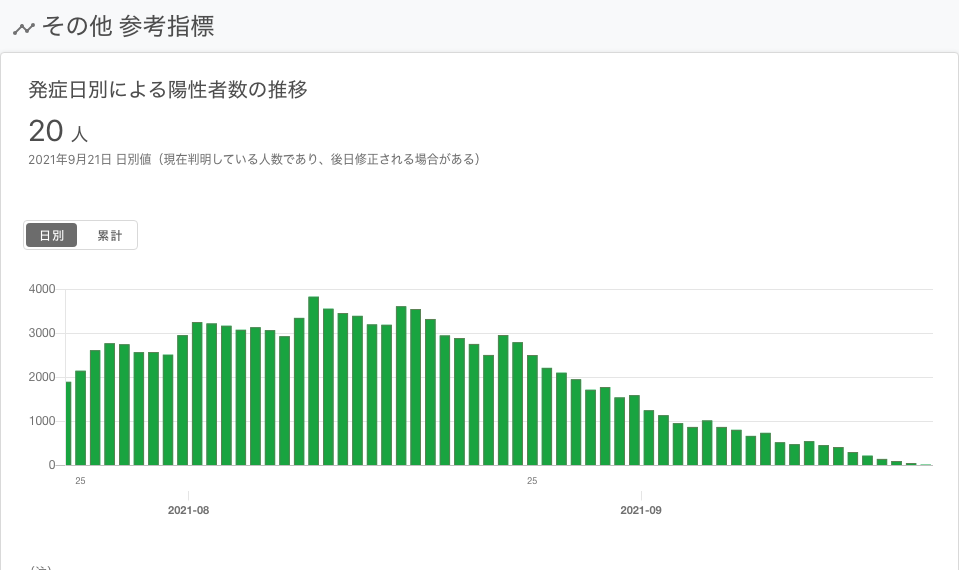 その他 参考指標
発症日別による陽性者数の推移
20 人
2021年9月21日 日別値（現在判明している人数であり、後日修正される場合がある）
日別 累計
4000
3000
2000
1000
0
25 25
2021-08 2021-09